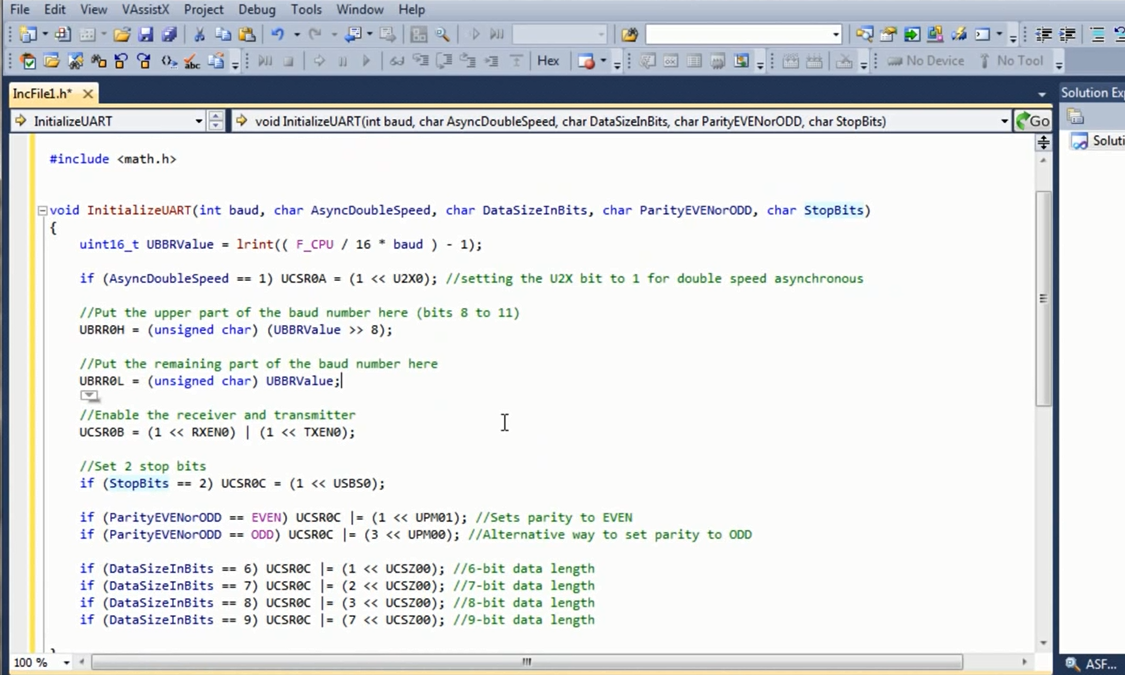 File Edit View VAssistX Project Debug Tools Window Help
Hex No Device No Tool
IncFile1.h*
Solution Exp
InitializeUART void InitializeUART(int baud, char AsyncDoubleSpeed, char DataSizeInBits, char ParityEVENorODD, char StopBits) Go
Soluti
#include <math.h>
void InitializeUART(int baud, char AsyncDoubleSpeed, char DataSizeInBits, char ParityEVENorODD, char StopBits)
{
uint16_t UBBRValue = lrint(( F_CPU / 16 * baud ) - 1);
if (AsyncDoubleSpeed == 1) UCSR0A = (1 << U2X0); //setting the U2X bit to 1 for double speed asynchronous
//Put the upper part of the baud number here (bits 8 to 11)
UBRR0H = (unsigned char) (UBBRValue >> 8);
//Put the remaining part of the baud number here
UBRR0L = (unsigned char) UBBRValue;
//Enable the receiver and transmitter
UCSR0B = (1 << RXEN0) | (1 << TXEN0);
//Set 2 stop bits
if (StopBits == 2) UCSR0C = (1 << USBS0);
if (ParityEVENorODD == EVEN) UCSR0C |= (1 << UPM01); //Sets parity to EVEN
if (ParityEVENorODD == ODD) UCSR0C |= (3 << UPM00); //Alternative way to set parity to ODD
if (DataSizeInBits == 6) UCSR0C |= (1 << UCSZ00); //6-bit data length
if (DataSizeInBits == 7) UCSR0C |= (2 << UCSZ00); //7-bit data length
if (DataSizeInBits == 8) UCSR0C |= (3 << UCSZ00); //8-bit data length
if (DataSizeInBits == 9) UCSR0C |= (7 << UCSZ00); //9-bit data length
}
100 %
ASF...